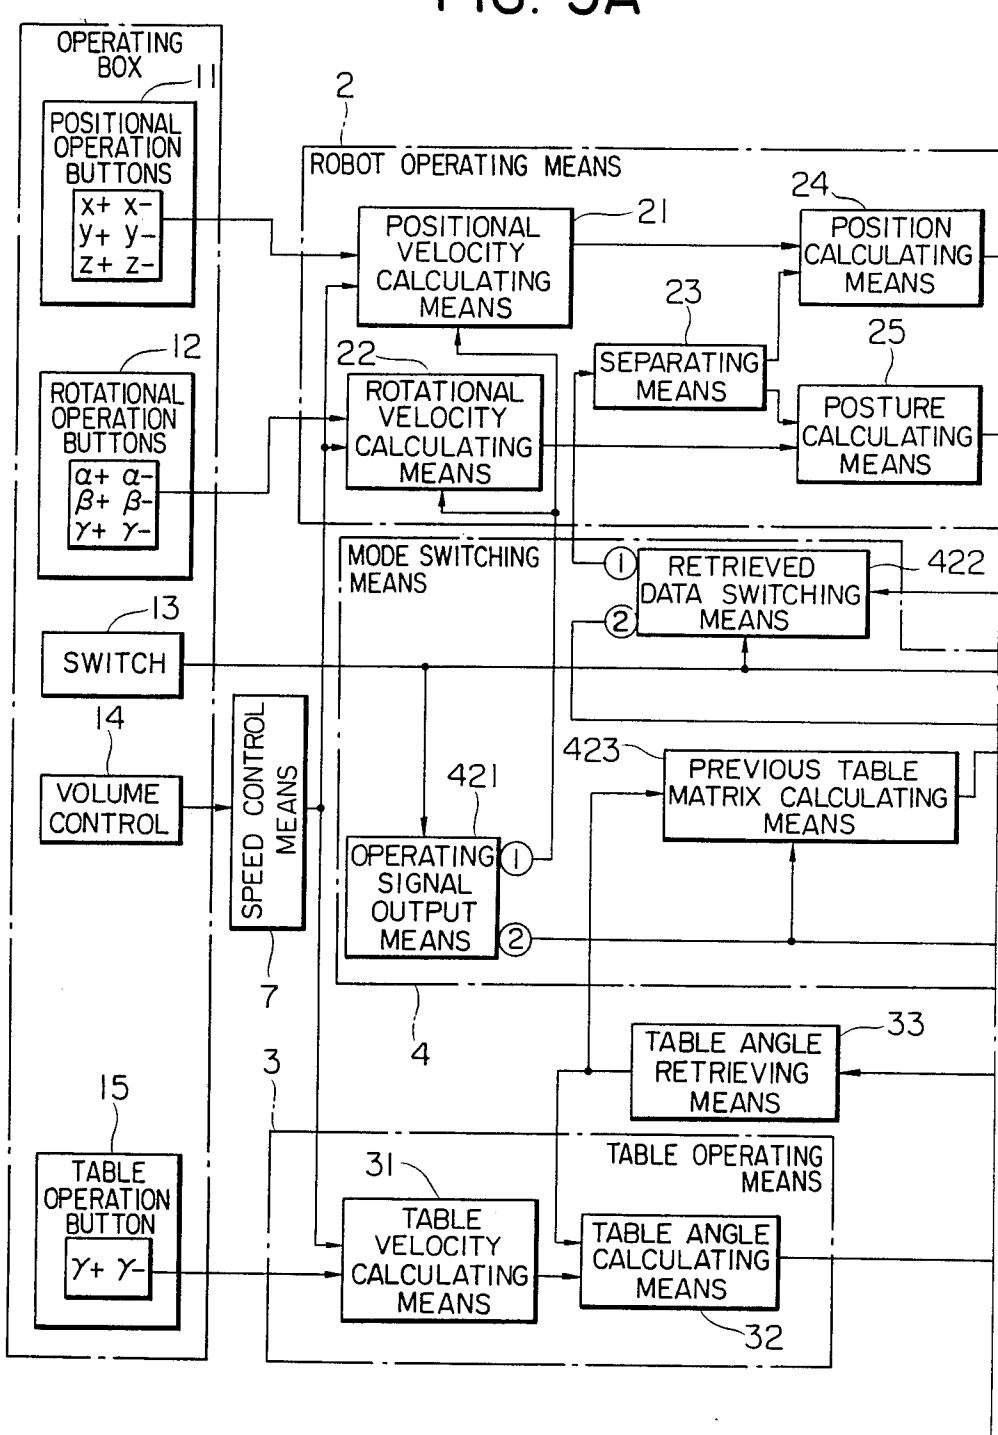 FIG. 5A
OPERATING
BOX
11
POSITIONAL
OPERATION
BUTTONS
x+ x-
y+ y-
z+ z-
12
ROTATIONAL
OPERATION
BUTTONS
α+ α-
β+ β-
γ+ γ-
13
SWITCH
14
VOLUME
CONTROL
15
TABLE
OPERATION
BUTTON
γ+ γ-
SPEED CONTROL
MEANS
7
2
ROBOT OPERATING MEANS
POSITIONAL
VELOCITY
CALCULATING
MEANS
21
22
ROTATIONAL
VELOCITY
CALCULATING
MEANS
23
SEPARATING
MEANS
24
POSITION
CALCULATING
MEANS
25
POSTURE
CALCULATING
MEANS
MODE SWITCHING
MEANS
①
②
RETRIEVED
DATA SWITCHING
MEANS
422
423
PREVIOUS TABLE
MATRIX CALCULATING
MEANS
421
OPERATING
SIGNAL
OUTPUT
MEANS
①
②
4
TABLE ANGLE
RETRIEVING
MEANS
33
3
TABLE OPERATING
MEANS
31
TABLE
VELOCITY
CALCULATING
MEANS
TABLE ANGLE
CALCULATING
MEANS
32